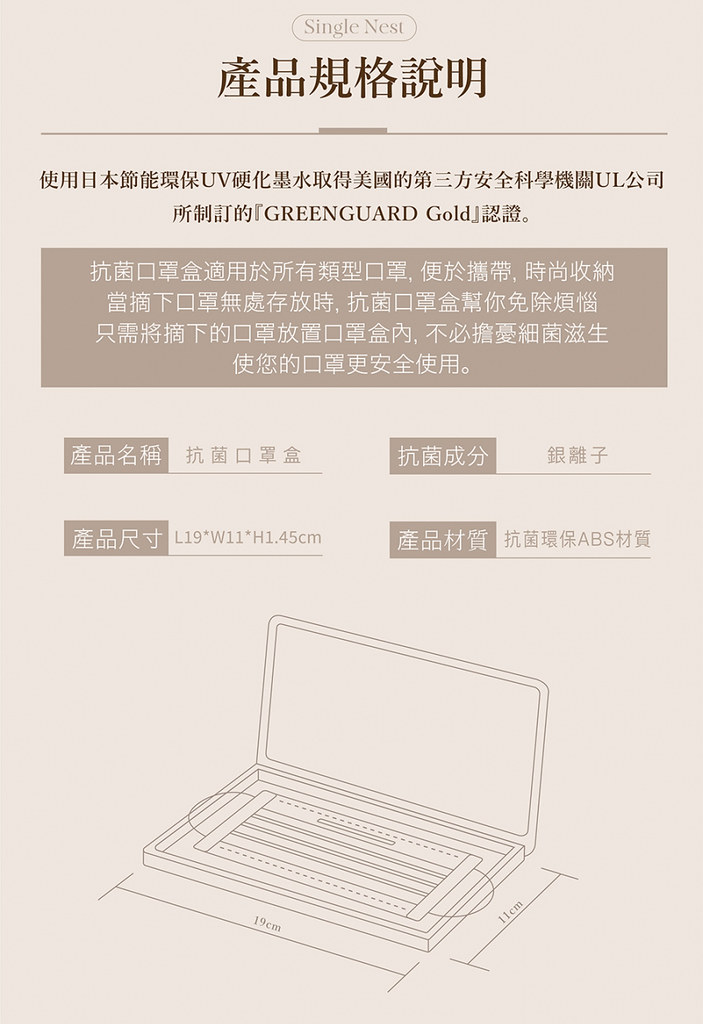 Single Nest
產品規格說明
使用日本節能環保UV硬化墨水取得美國的第三方安全科學機關UL公司
所制訂的『GREENGUARD Gold』認證。
抗菌口罩盒適用於所有類型口罩, 便於攜帶, 時尚收納
當摘下口罩無處存放時, 抗菌口罩盒幫你免除煩惱
只需將摘下的口罩放置口罩盒內, 不必擔憂細菌滋生
使您的口罩更安全使用。
產品名稱 抗菌口罩盒
抗菌成分 銀離子
產品尺寸 L19*W11*H1.45cm
產品材質 抗菌環保ABS材質
19cm
11cm